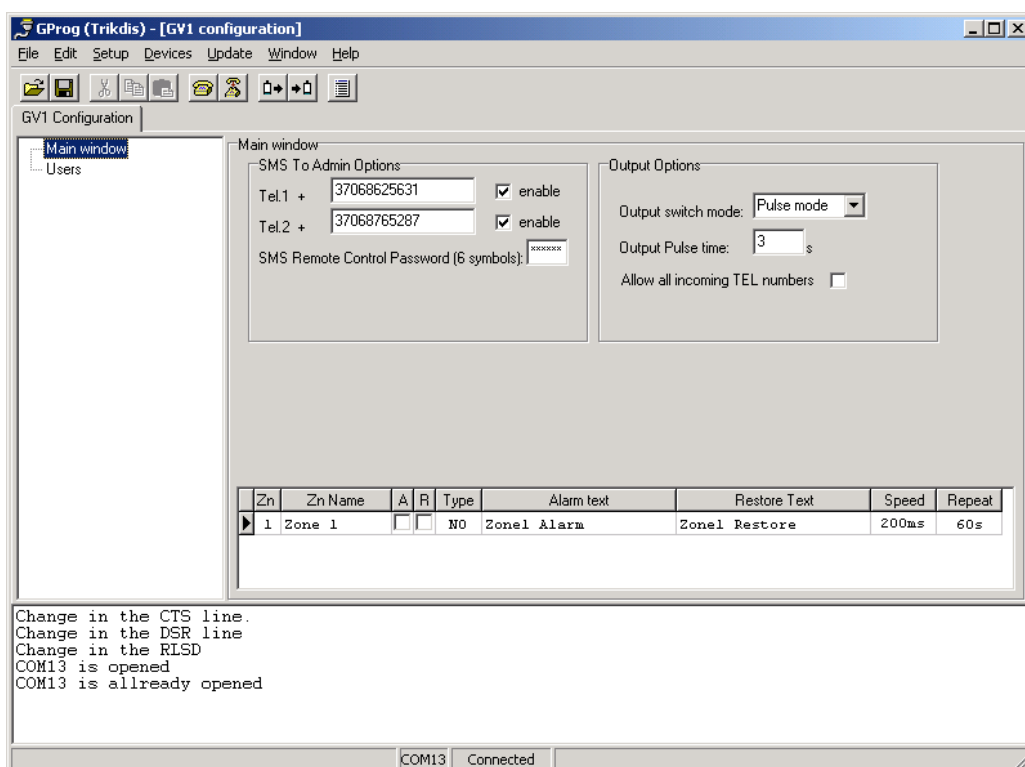 GProg (Trikdis) - [GV1 configuration]
File Edit Setup Devices Update Window Help
GV1 Configuration
Main window
Users
Main window
SMS To Admin Options
Tel.1 + 37068625631 enable
Tel.2 + 37068765287 enable
SMS Remote Control Password (6 symbols): xxxxxx
Output Options
Output switch mode: Pulse mode
Output Pulse time: 3 s
Allow all incoming TEL numbers
Zn Zn Name A R Type Alarm text Restore Text Speed Repeat
1 Zone 1 NO Zone1 Alarm Zone1 Restore 200ms 60s
Change in the CTS line.
Change in the DSR line
Change in the RLSD
COM13 is opened
COM13 is allready opened
COM13 Connected